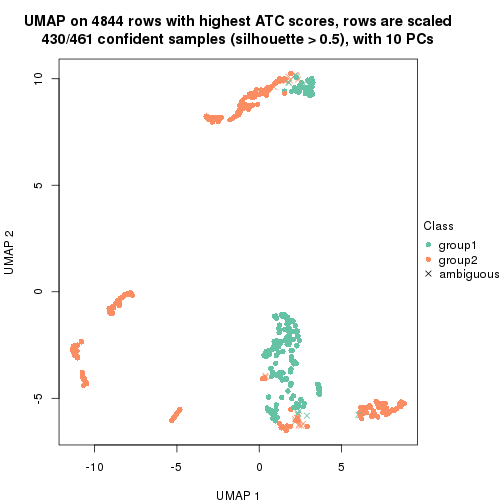 UMAP on 4844 rows with highest ATC scores, rows are scaled
430/461 confident samples (silhouette > 0.5), with 10 PCs
10
5
0
-5
UMAP 2
-10
-5
0
5
UMAP 1
Class
group1
group2
ambiguous